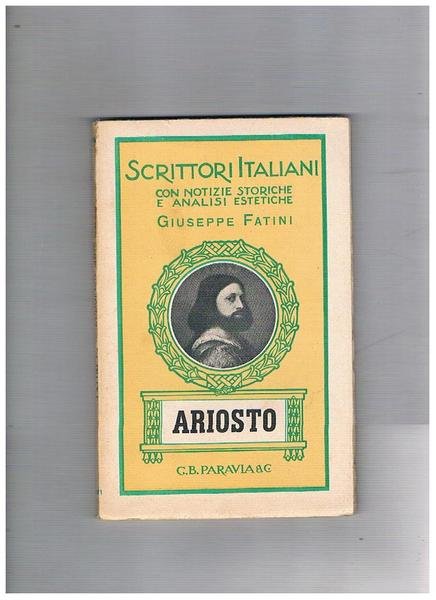 SCRITTORI ITALIANI
CON NOTIZIE STORICHE
E ANALISI ESTETICHE
GIUSEPPE FATINI
ARIOSTO
G.B. PARAVIA & C.